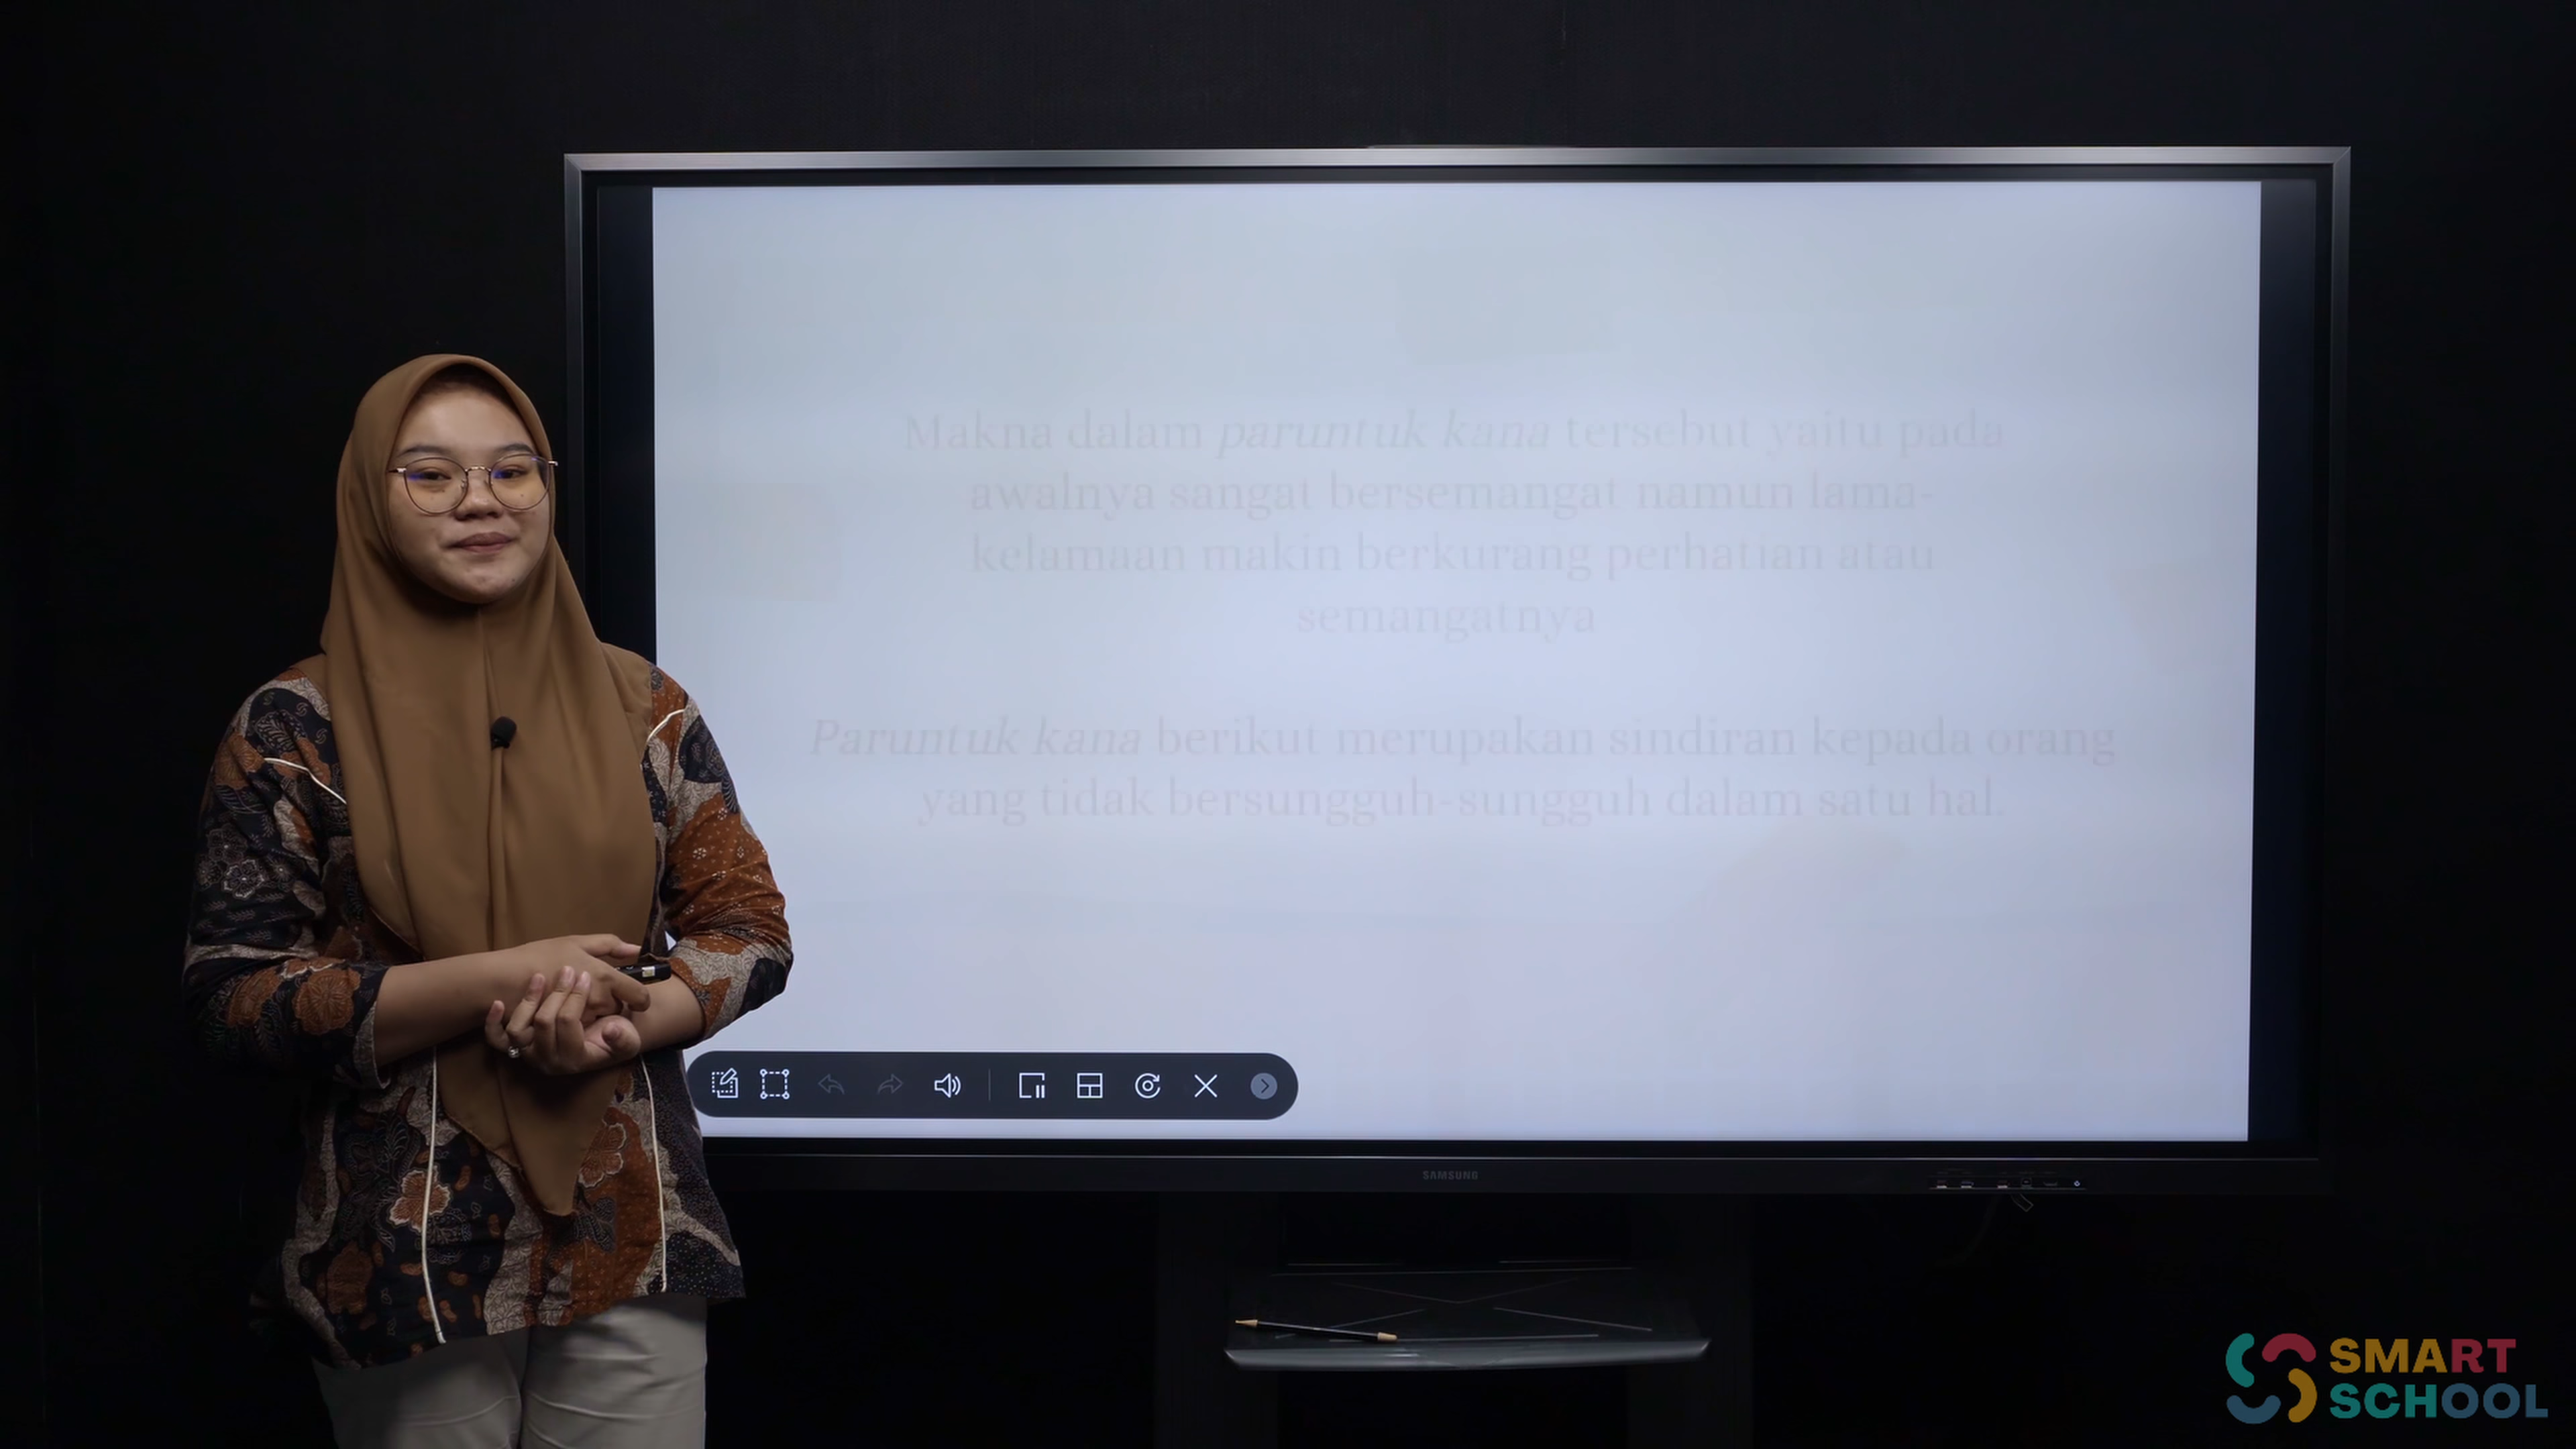 Makna dalam paruntuk kana tersebut yaitu pada
awalnya sangat bersemangat namun lama-
kelamaan makin berkurang perhatian atau
semangatnya
Paruntuk kana berikut merupakan sindiran kepada orang
yang tidak bersungguh-sungguh dalam satu hal.
SAMSUNG
SMART
SCHOOL